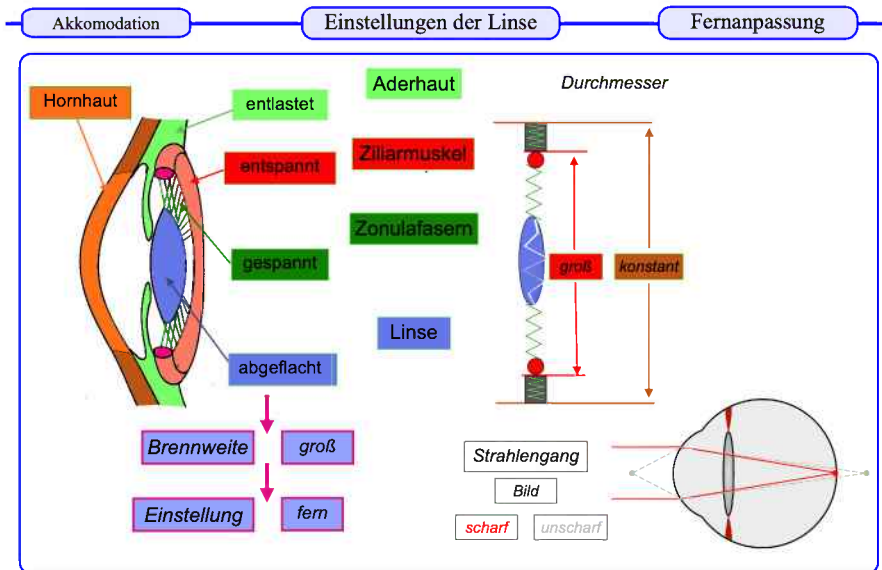 Akkomodation
Einstellungen der Linse
Fernanpassung
Hornhaut
entlastet
Aderhaut
Durchmesser
entspannt
Ziliarmuskel
Zonulafasern
gespannt
groß
konstant
Linse
abgeflacht
Brennweite
groß
Strahlengang
Bild
Einstellung
fern
scharf
unscharf